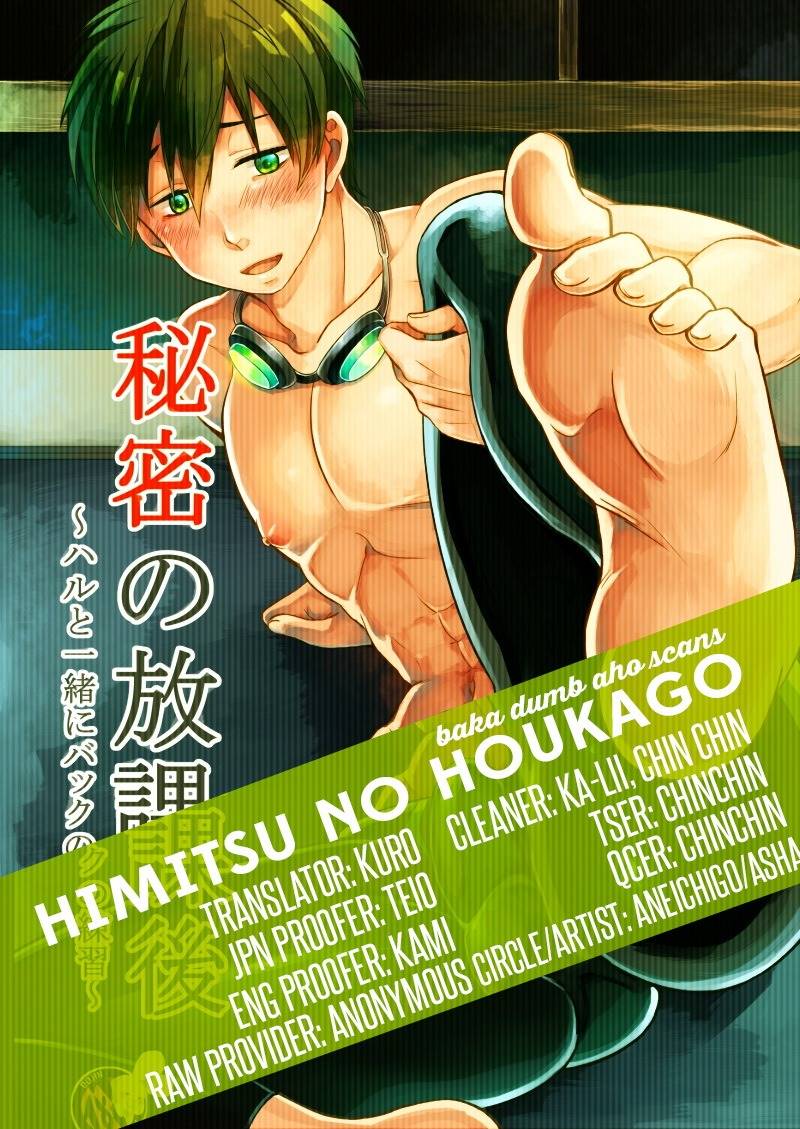 秘密の放課後
～ハルと一緒にバックの練習～
baka dumb aho scans
HIMITSU NO HOUKAGO
TRANSLATOR: KURO
JPN PROOFER: TEIO
ENG PROOFER: KAMI
CLEANER: KA-LII, CHIN CHIN
TSER: CHINCHIN
QCER: CHINCHIN
RAW PROVIDER: ANONYMOUS CIRCLE/ARTIST: ANEICHIGO/ASHA